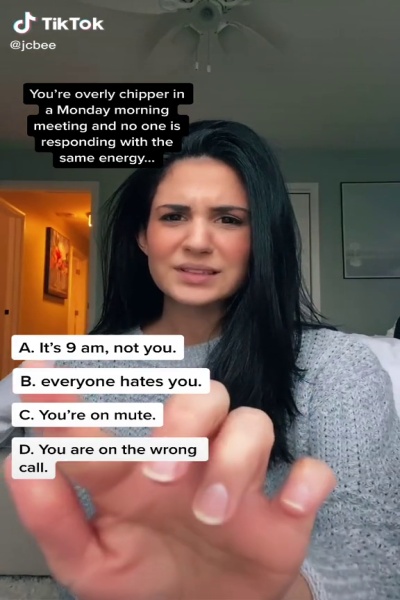 TikTok
@jcbee
You're overly chipper in
a Monday morning
meeting and no one is
responding with the
same energy...
A. It's 9 am, not you.
B. everyone hates you.
C. You're on mute.
D. You are on the wrong
call.